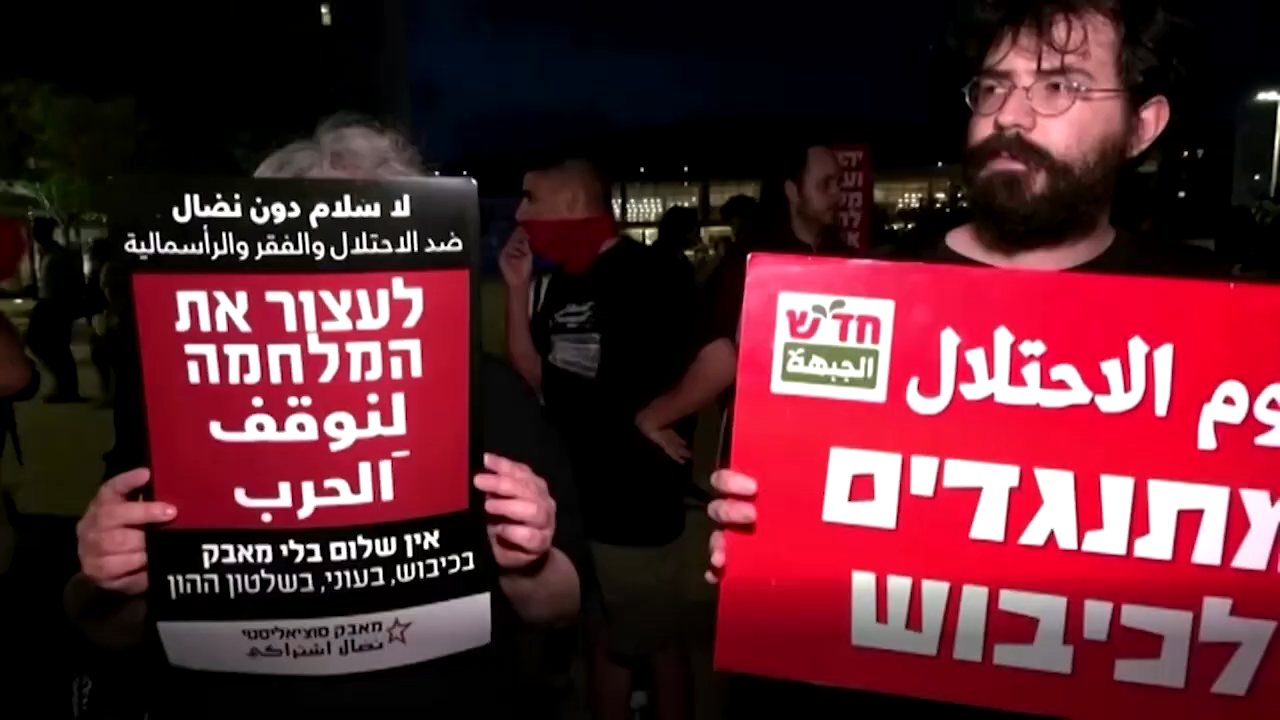 لا سلام دون نضال
ضد الاحتلال والفقر والرأسمالية
לעצור את
המלחמה
لنوقف
الحرب
אין שלום בלי מאבק
בכיבוש, בעוני, בשלטון ההון
מאבק סוציאליסטי
نضال اشتراكي
חד"ש
الجبهة
الاحتلال
מתנגדים
לכיבוש